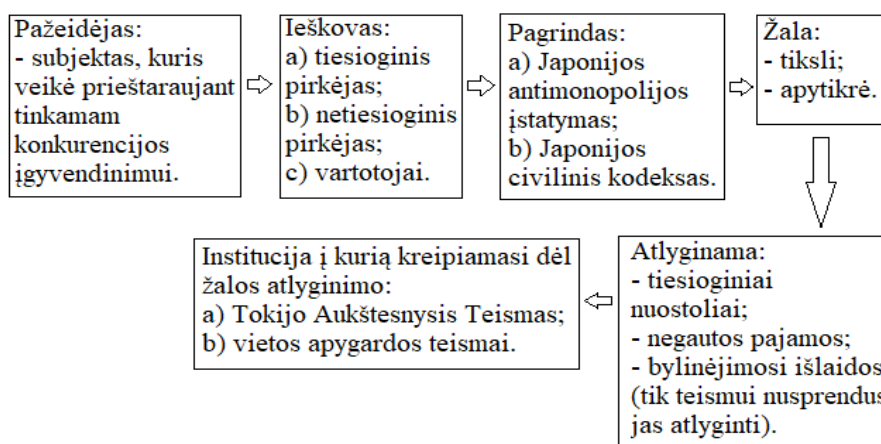 Pažeidėjas:
- subjektas, kuris
veikė prieštaraujant
tinkamam
konkurencijos
įgyvendinimui.
Ieškovas:
a) tiesioginis
pirkėjas;
b) netiesioginis
pirkėjas;
c) vartotojai.
Pagrindas:
a) Japonijos
antimonopolijos
įstatymas;
b) Japonijos
civilinis kodeksas.
Žala:
- tiksli;
- apytikrė.
Atlyginama:
- tiesioginiai
nuostoliai;
- negautos pajamos;
- bylinėjimosi išlaidos
(tik teismui nusprendus
jas atlyginti).
Institucija į kurią kreipiamasi dėl
žalos atlyginimo:
a) Tokijo Aukštesnysis Teismas;
b) vietos apygardos teismai.